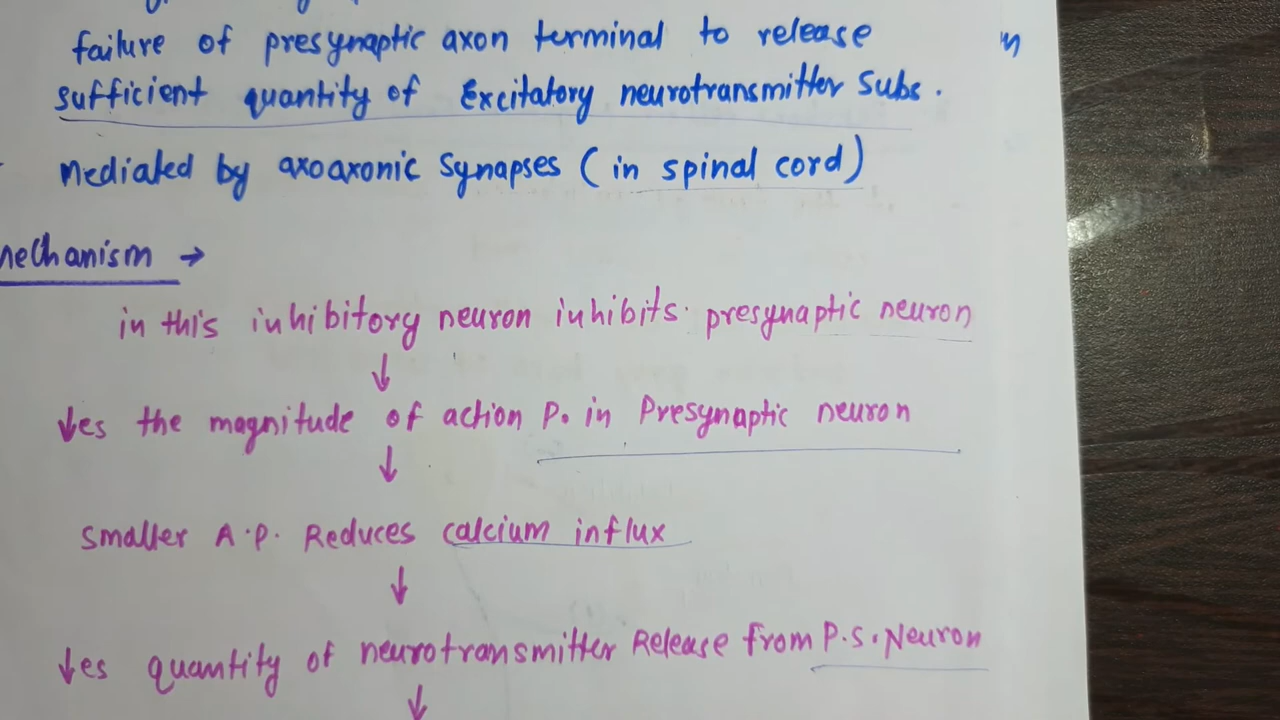 failure of presynaptic axon terminal to release
sufficient quantity of Excitatory neurotransmitter Subs.
Mediated by axoaxonic Synapses (in spinal cord)
mechanism →
in this inhibitory neuron inhibits presynaptic neuron
↓
↓es the magnitude of action P. in Presynaptic neuron
↓
Smaller A.P. Reduces calcium influx
↓
↓es quantity of neurotransmitter Release from P.S. Neuron
↓